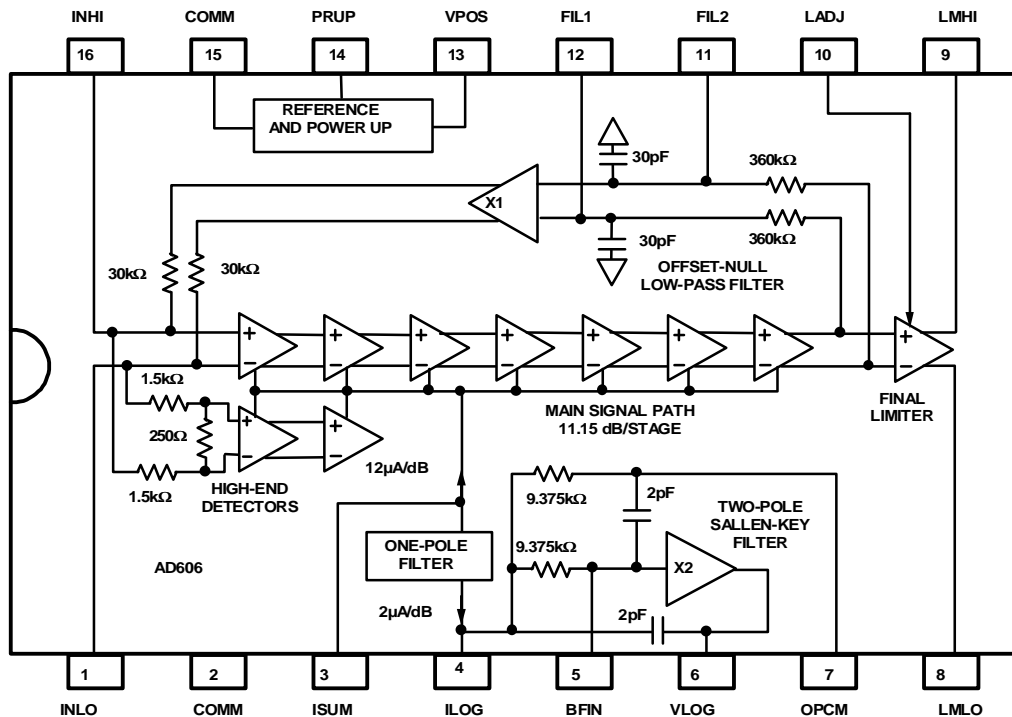 INHI COMM PRUP VPOS FIL1 FIL2 LADJ LMHI
16 15 14 13 12 11 10 9
REFERENCE
AND POWER UP
30pF
360kΩ
X1
30pF
360kΩ
30kΩ
30kΩ
OFFSET-NULL
LOW-PASS FILTER
+ + + + + + + +
– – – – – – – –
1.5kΩ
FINAL
LIMITER
MAIN SIGNAL PATH
11.15 dB/STAGE
+ +
250Ω
– –
1.5kΩ
12µA/dB
HIGH-END
DETECTORS
9.375kΩ
2pF
TWO-POLE
SALLEN-KEY
FILTER
ONE-POLE
FILTER
9.375kΩ
X2
AD606
2µA/dB
2pF
1 2 3 4 5 6 7 8
INLO COMM ISUM ILOG BFIN VLOG OPCM LMLO